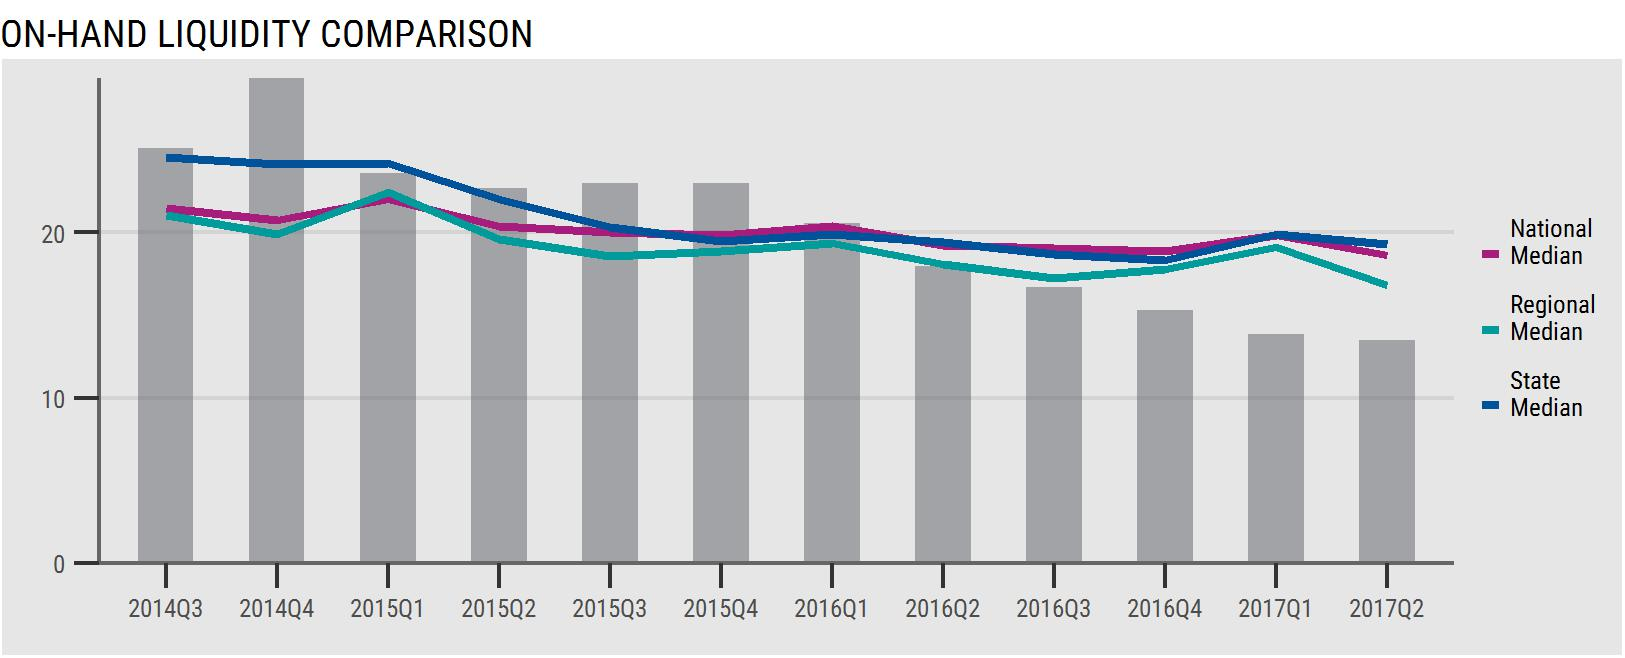 ON-HAND LIQUIDITY COMPARISON
20
10
0
2014Q3 2014Q4 2015Q1 2015Q2 2015Q3 2015Q4 2016Q1 2016Q2 2016Q3 2016Q4 2017Q1 2017Q2
National
Median
Regional
Median
State
Median